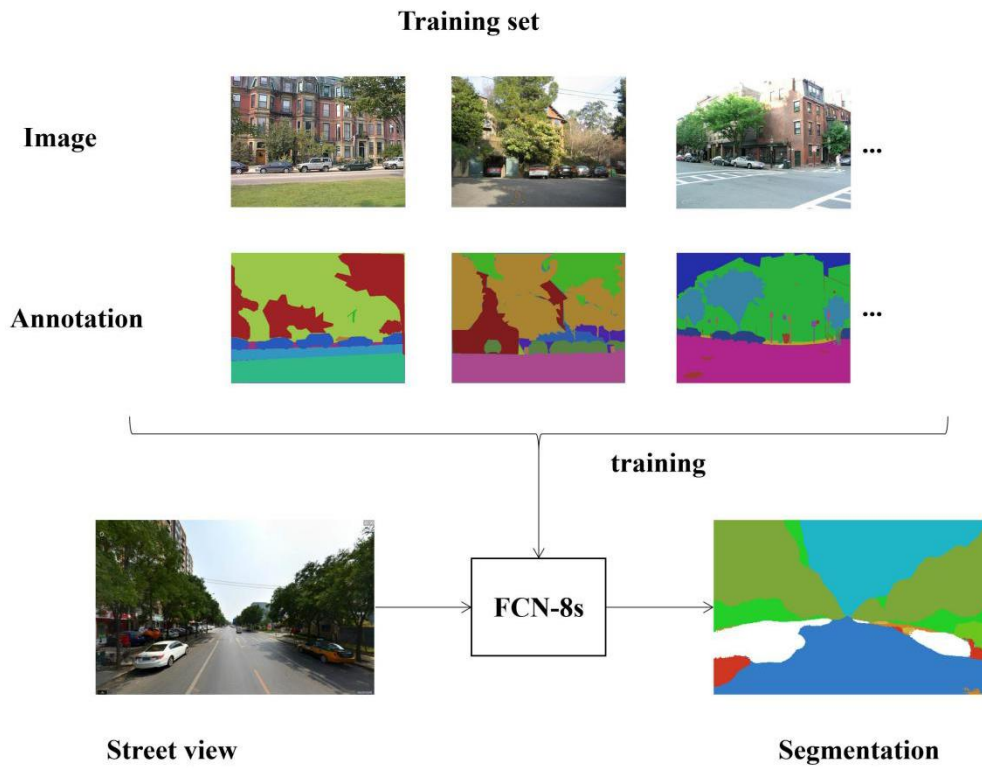 Training set
Image
...
Annotation
...
training
FCN-8s
Street view
Segmentation